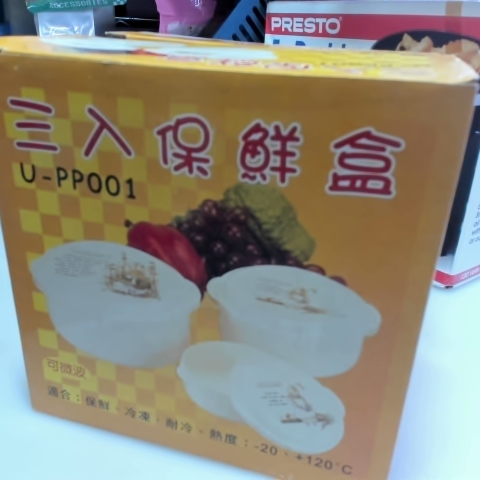 ACCESSORIES
PRESTO®
三入保鮮盒
U-PP001
可微波
適合：保鮮、冷凍、耐冷、熱度：-20、+120°C